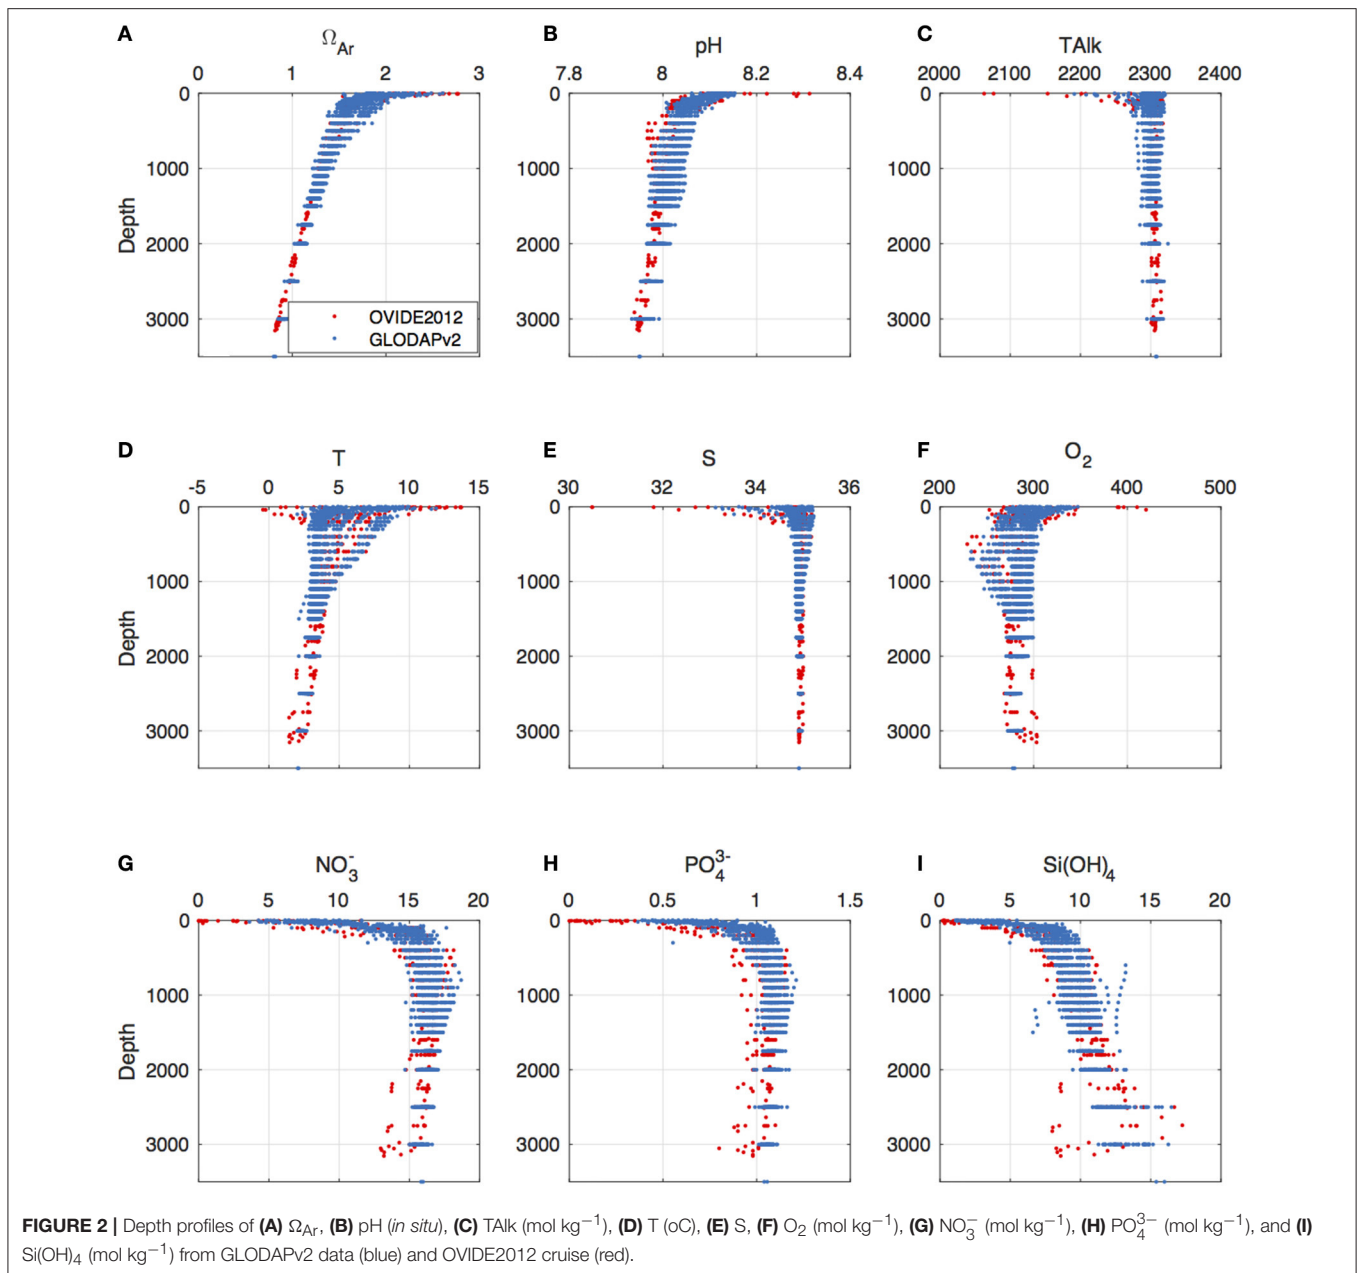 A
Ω_Ar
0 1 2 3
0
1000
2000
3000
Depth
OVIDE2012
GLODAPv2
B
pH
7.8 8 8.2 8.4
0
1000
2000
3000
C
TAlk
2000 2100 2200 2300 2400
0
1000
2000
3000
D
T
-5 0 5 10 15
0
1000
2000
3000
Depth
E
S
30 32 34 36
0
1000
2000
3000
F
O₂
200 300 400 500
0
1000
2000
3000
G
NO₃⁻
0 5 10 15 20
0
1000
2000
3000
Depth
H
PO₄³⁻
0 0.5 1 1.5
0
1000
2000
3000
I
Si(OH)₄
0 5 10 15 20
0
1000
2000
3000
FIGURE 2 | Depth profiles of (A) Ω_Ar, (B) pH (in situ), (C) TAlk (mol kg⁻¹), (D) T (oC), (E) S, (F) O₂ (mol kg⁻¹), (G) NO₃⁻ (mol kg⁻¹), (H) PO₄³⁻ (mol kg⁻¹), and (I)
Si(OH)₄ (mol kg⁻¹) from GLODAPv2 data (blue) and OVIDE2012 cruise (red).